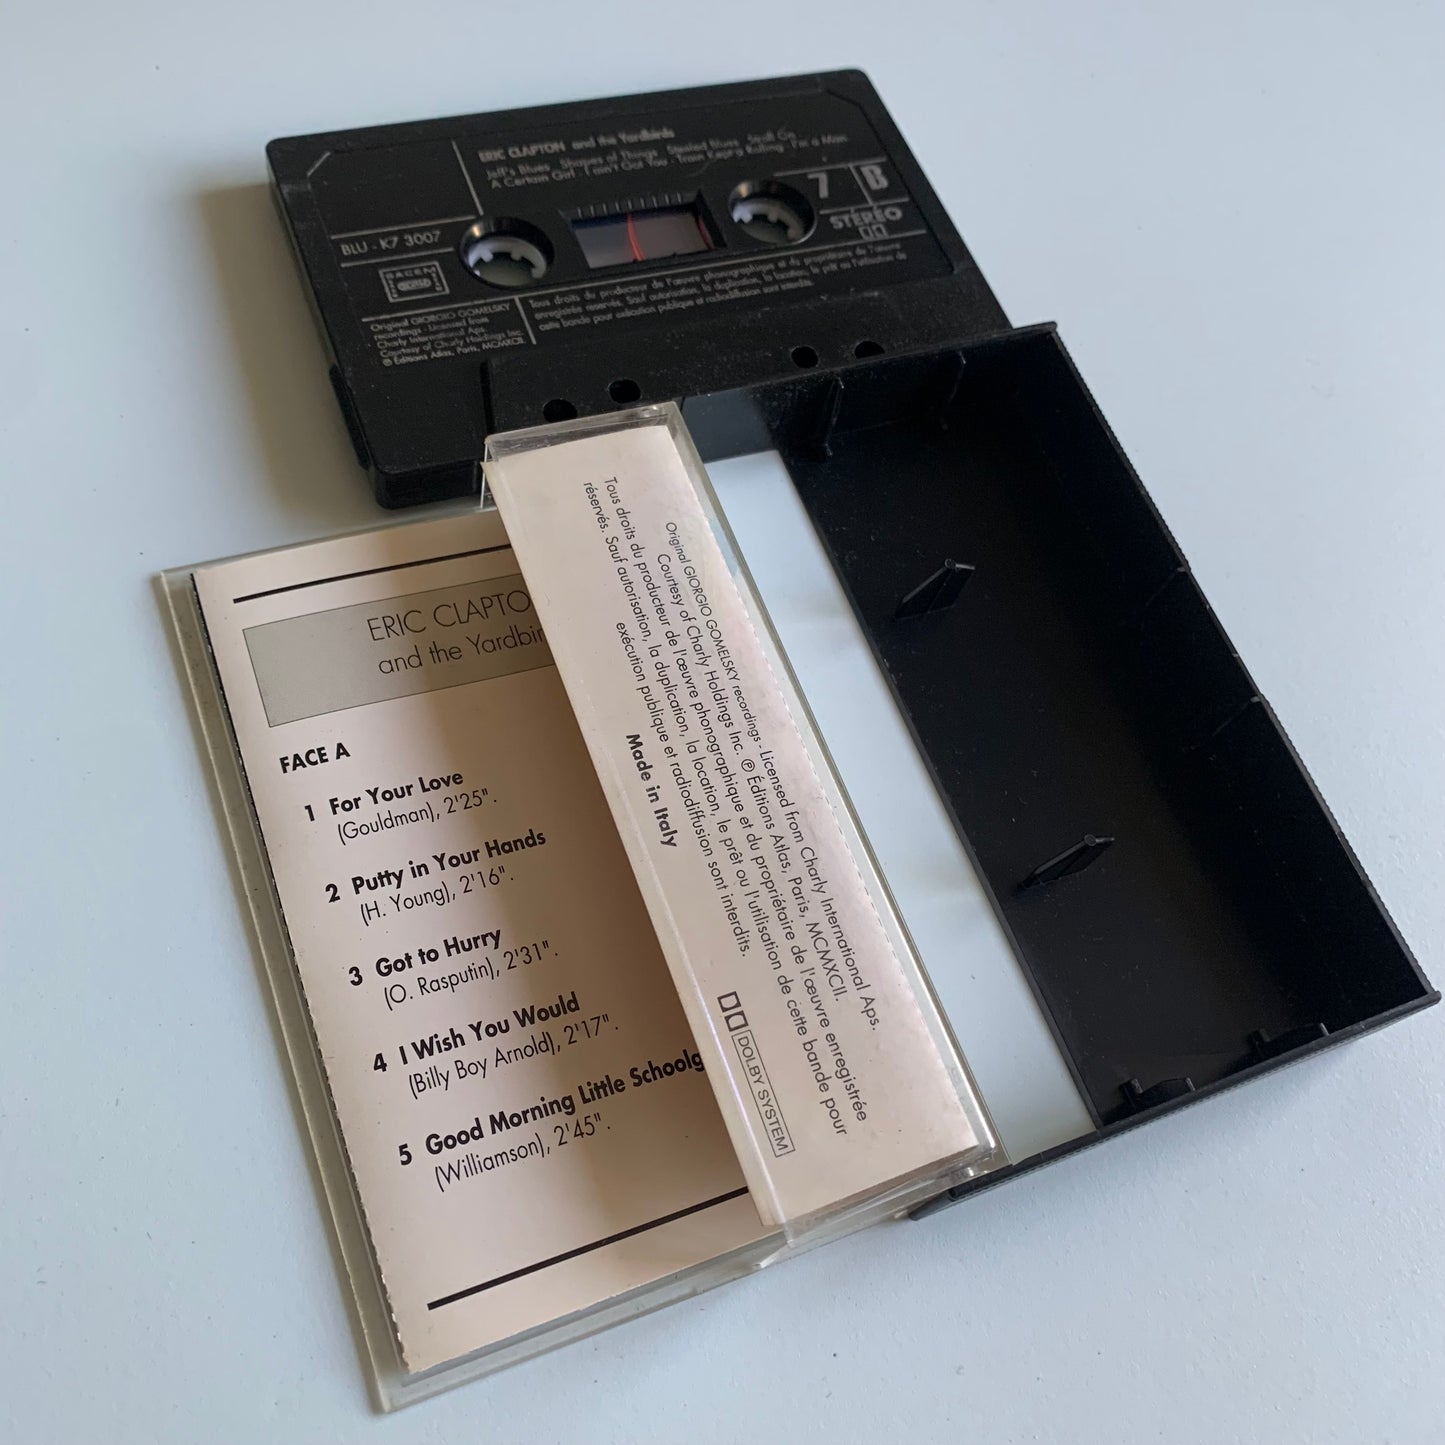 ERIC CLAPTON and the Yardbirds
Jeff's Blues · Shapes of Things · Steeled Blues · Stroll On
A Certain Girl · I ain't Got You · Train Kept a Rolling · I'm a Man
7 B
STÉRÉO
BLU - K7 3007
SACEM
Original GIORGIO GOMELSKY
recordings - Licensed from
Charly International Aps.
Courtesy of Charly Holdings Inc.
℗ Éditions Atlas, Paris, MCMXCII.
Tous droits du producteur de l'œuvre phonographique et du propriétaire de l'œuvre
enregistrée réservés. Sauf autorisation, la duplication, la location, le prêt ou l'utilisation de
cette bande pour exécution publique et radiodiffusion sont interdits.
ERIC CLAPTO
and the Yardbir
FACE A
1 For Your Love
(Gouldman), 2'25".
2 Putty in Your Hands
(H. Young), 2'16".
3 Got to Hurry
(O. Rasputin), 2'31".
4 I Wish You Would
(Billy Boy Arnold), 2'17".
5 Good Morning Little Schoolg
(Williamson), 2'45".
Original GIORGIO GOMELSKY recordings - Licensed from Charly International Aps.
Courtesy of Charly Holdings Inc. ℗ Éditions Atlas, Paris, MCMXCII.
Tous droits du producteur de l'œuvre phonographique et du propriétaire de l'œuvre enregistrée
réservés. Sauf autorisation, la duplication, la location, le prêt ou l'utilisation de cette bande pour
exécution publique et radiodiffusion sont interdits.
Made in Italy
DOLBY SYSTEM